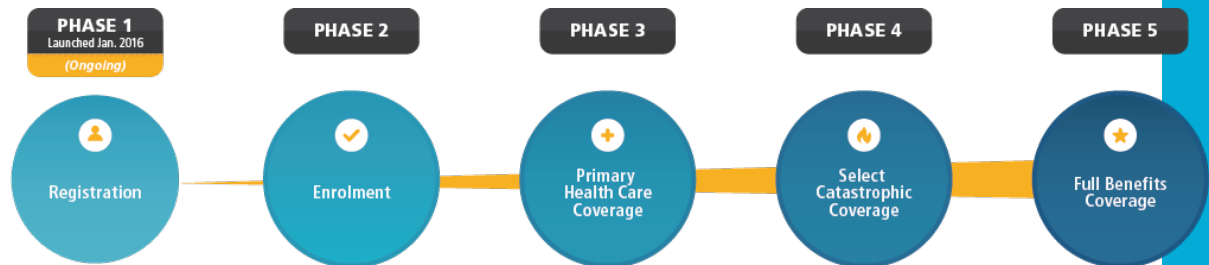 PHASE 1
Launched Jan. 2016
(Ongoing)
PHASE 2
PHASE 3
PHASE 4
PHASE 5
Registration
Enrolment
Primary
Health Care
Coverage
Select
Catastrophic
Coverage
Full Benefits
Coverage